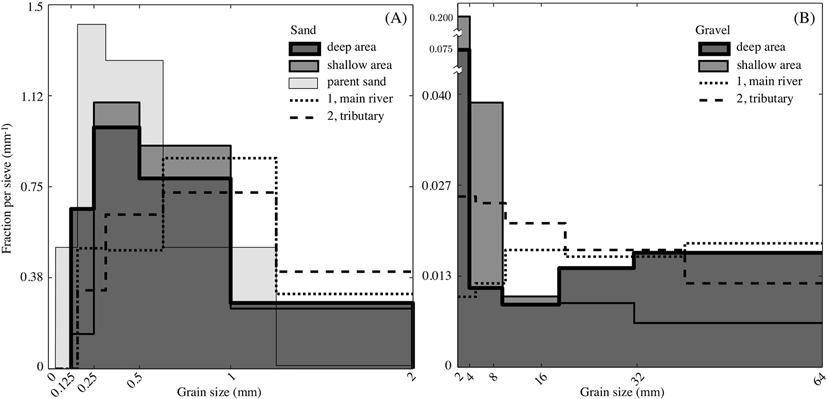 (A)
Sand
deep area
shallow area
parent sand
1, main river
2, tributary
Fraction per sieve (mm-1)
1.5
1.12
0.75
0.38
0
0
0.125
0.25
0.5
1
2
Grain size (mm)
(B)
Gravel
deep area
shallow area
1, main river
2, tributary
0.200
0.075
0.040
0.027
0.013
0
2
4
8
16
32
64
Grain size (mm)